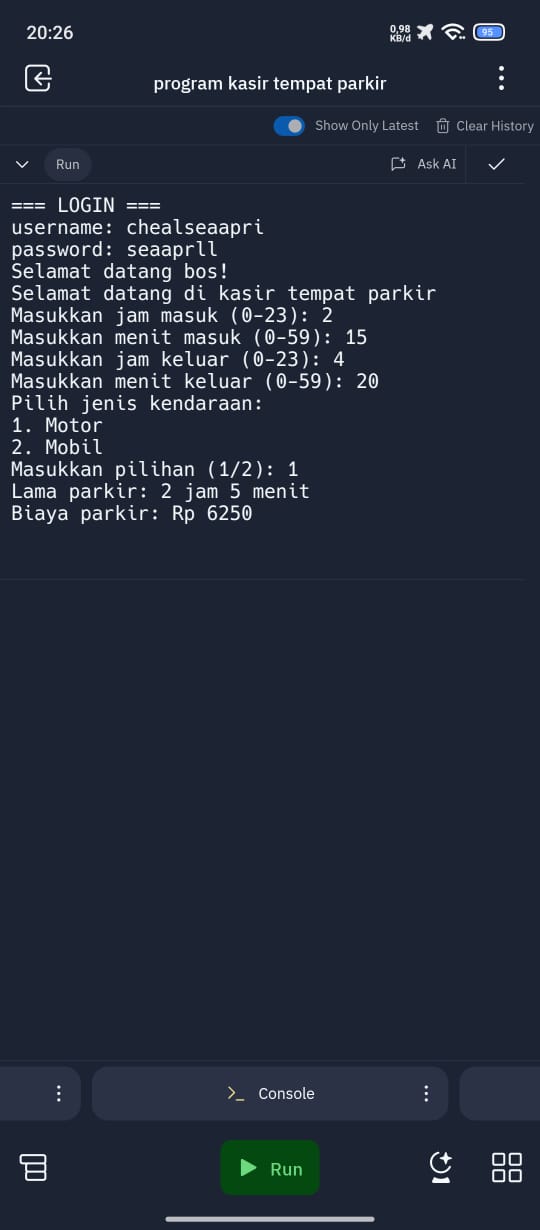 20:26
0,98
KB/d
95
program kasir tempat parkir
Show Only Latest
Clear History
Run
Ask AI
=== LOGIN ===
username: chealseaapri
password: seaaprll
Selamat datang bos!
Selamat datang di kasir tempat parkir
Masukkan jam masuk (0-23): 2
Masukkan menit masuk (0-59): 15
Masukkan jam keluar (0-23): 4
Masukkan menit keluar (0-59): 20
Pilih jenis kendaraan:
1. Motor
2. Mobil
Masukkan pilihan (1/2): 1
Lama parkir: 2 jam 5 menit
Biaya parkir: Rp 6250
Console
Run